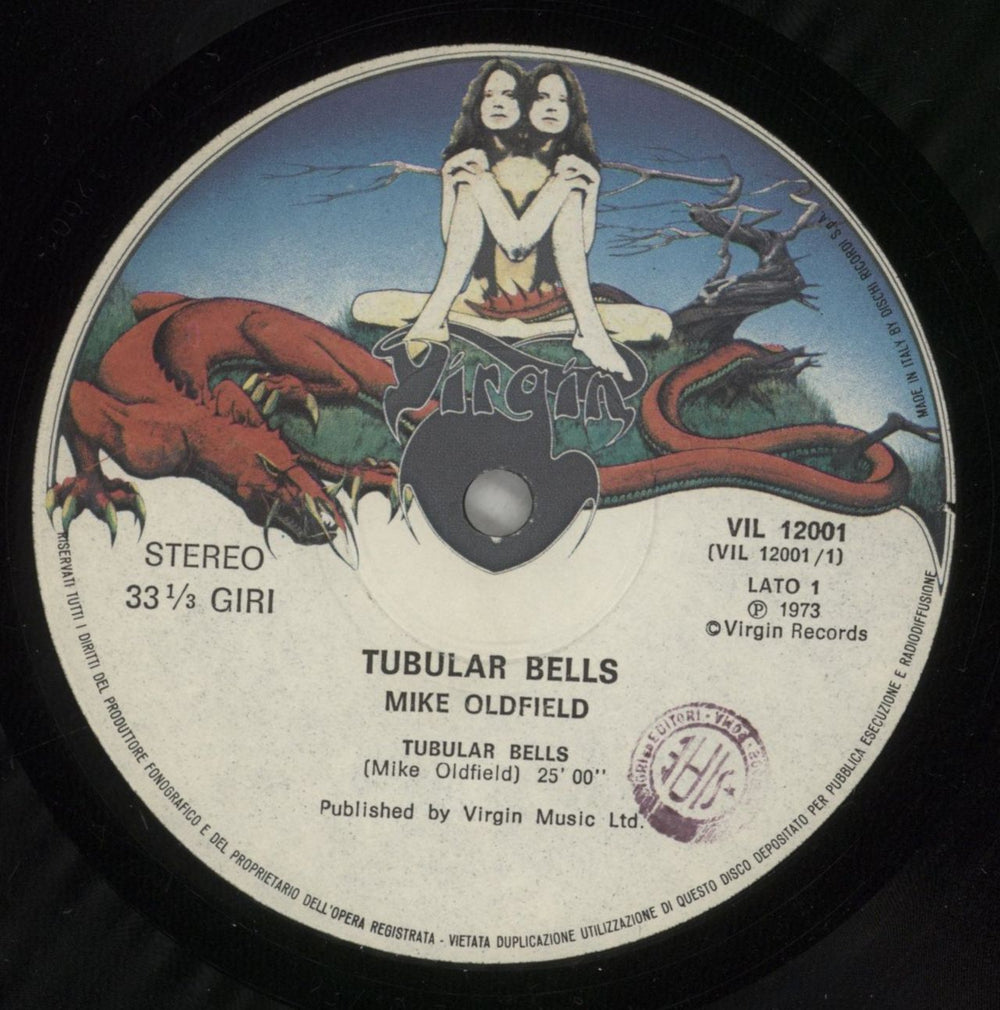 Virgin
MADE IN ITALY BY DISCHI RICORDI S.p.A.
STEREO
33 1/3 GIRI
VIL 12001
(VIL 12001/1)
LATO 1
℗ 1973
©Virgin Records
TUBULAR BELLS
MIKE OLDFIELD
TUBULAR BELLS
(Mike Oldfield) 25' 00''
Published by Virgin Music Ltd.
EDITORI - ROMA
SIAE
RISERVATI TUTTI I DIRITTI DEL PRODUTTORE FONOGRAFICO E DEL PROPRIETARIO DELL'OPERA REGISTRATA - VIETATA DUPLICAZIONE UTILIZZAZIONE DI QUESTO DISCO DEPOSITATO PER PUBBLICA ESECUZIONE E RADIODIFFUSIONE